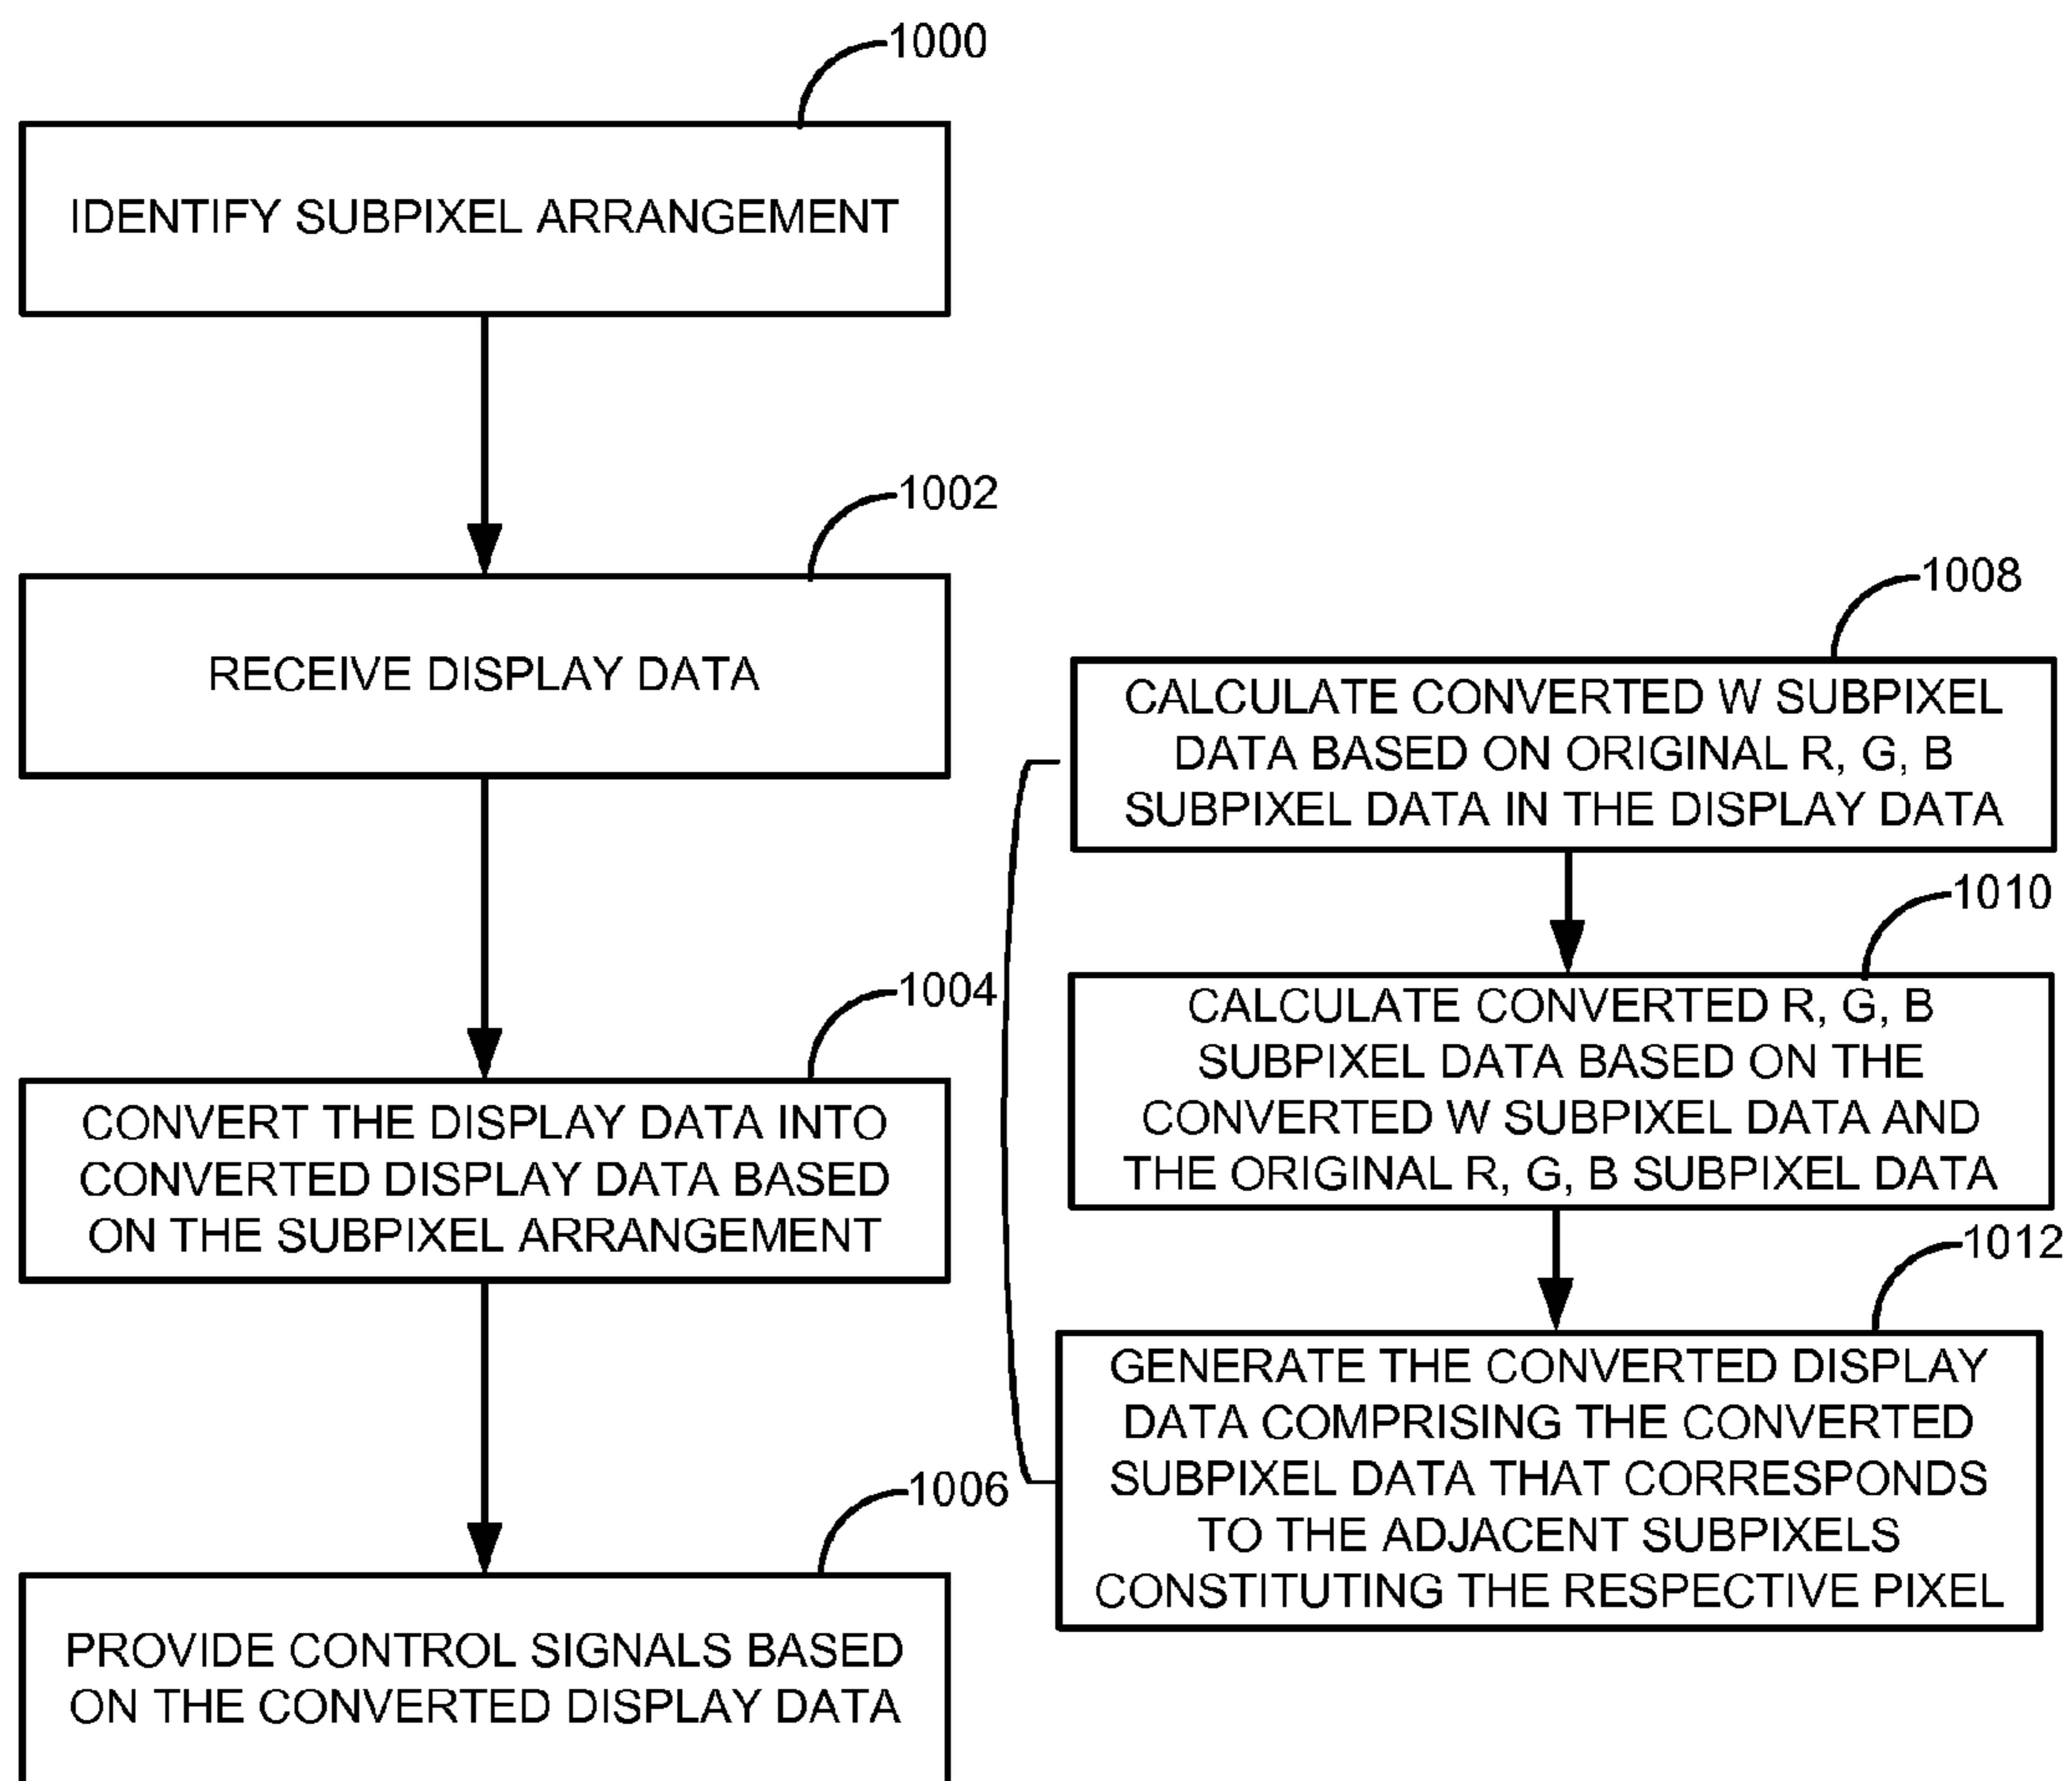 1000
IDENTIFY SUBPIXEL ARRANGEMENT
1002
RECEIVE DISPLAY DATA
1004
CONVERT THE DISPLAY DATA INTO
CONVERTED DISPLAY DATA BASED
ON THE SUBPIXEL ARRANGEMENT
1006
PROVIDE CONTROL SIGNALS BASED
ON THE CONVERTED DISPLAY DATA
1008
CALCULATE CONVERTED W SUBPIXEL
DATA BASED ON ORIGINAL R, G, B
SUBPIXEL DATA IN THE DISPLAY DATA
1010
CALCULATE CONVERTED R, G, B
SUBPIXEL DATA BASED ON THE
CONVERTED W SUBPIXEL DATA AND
THE ORIGINAL R, G, B SUBPIXEL DATA
1012
GENERATE THE CONVERTED DISPLAY
DATA COMPRISING THE CONVERTED
SUBPIXEL DATA THAT CORRESPONDS
TO THE ADJACENT SUBPIXELS
CONSTITUTING THE RESPECTIVE PIXEL